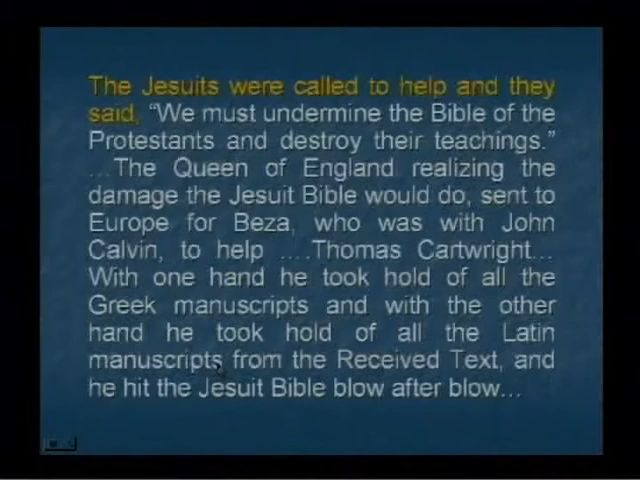 The Jesuits were called to help and they
said, “We must undermine the Bible of the
Protestants and destroy their teachings.”
…The Queen of England realizing the
damage the Jesuit Bible would do, sent to
Europe for Beza, who was with John
Calvin, to help ….Thomas Cartwright…
With one hand he took hold of all the
Greek manuscripts and with the other
hand he took hold of all the Latin
manuscripts from the Received Text, and
he hit the Jesuit Bible blow after blow…